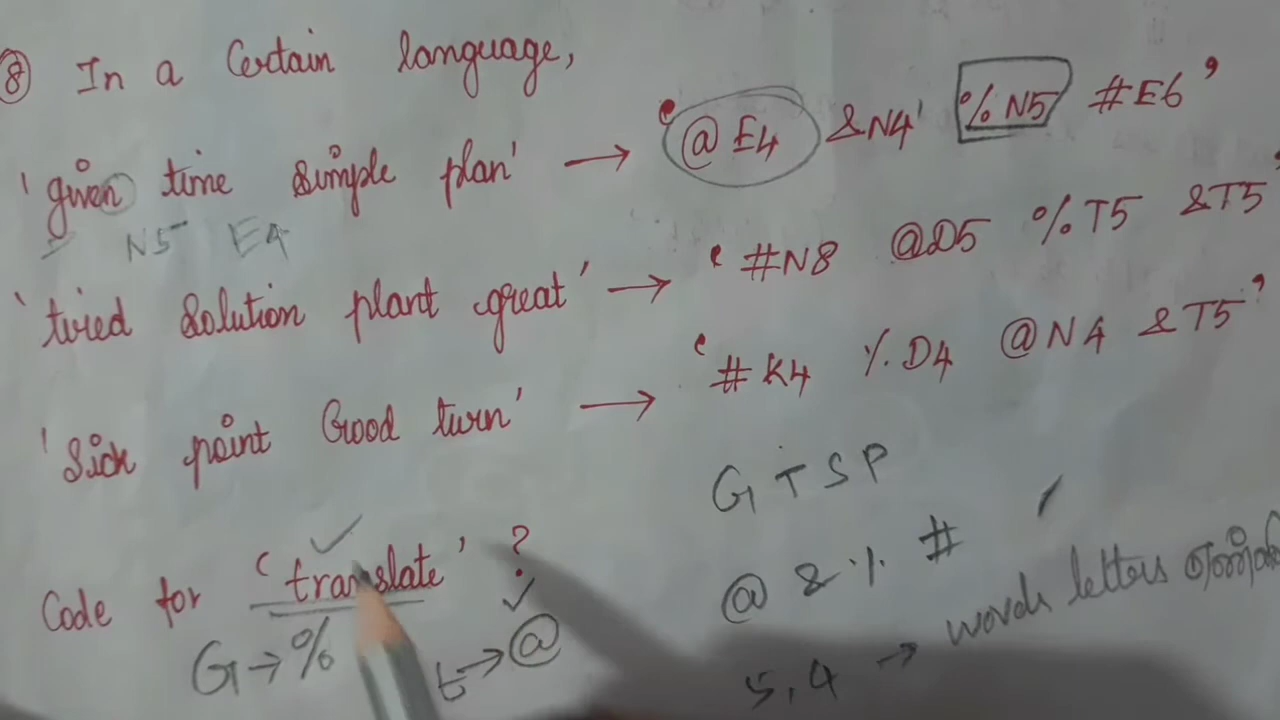 8 In a Certain language,
'given time simple plan' → '@E4 &N4' %N5 #E6'
N5 E4
'tired solution plant great' → '#N8 @D5 %T5 &T5'
'Sick point Good turn' → '#K4 %D4 @N4 &T5'
G T S P
Code for 'translate' ?
@ & % #
G → % t → @
5, 4 → words letters